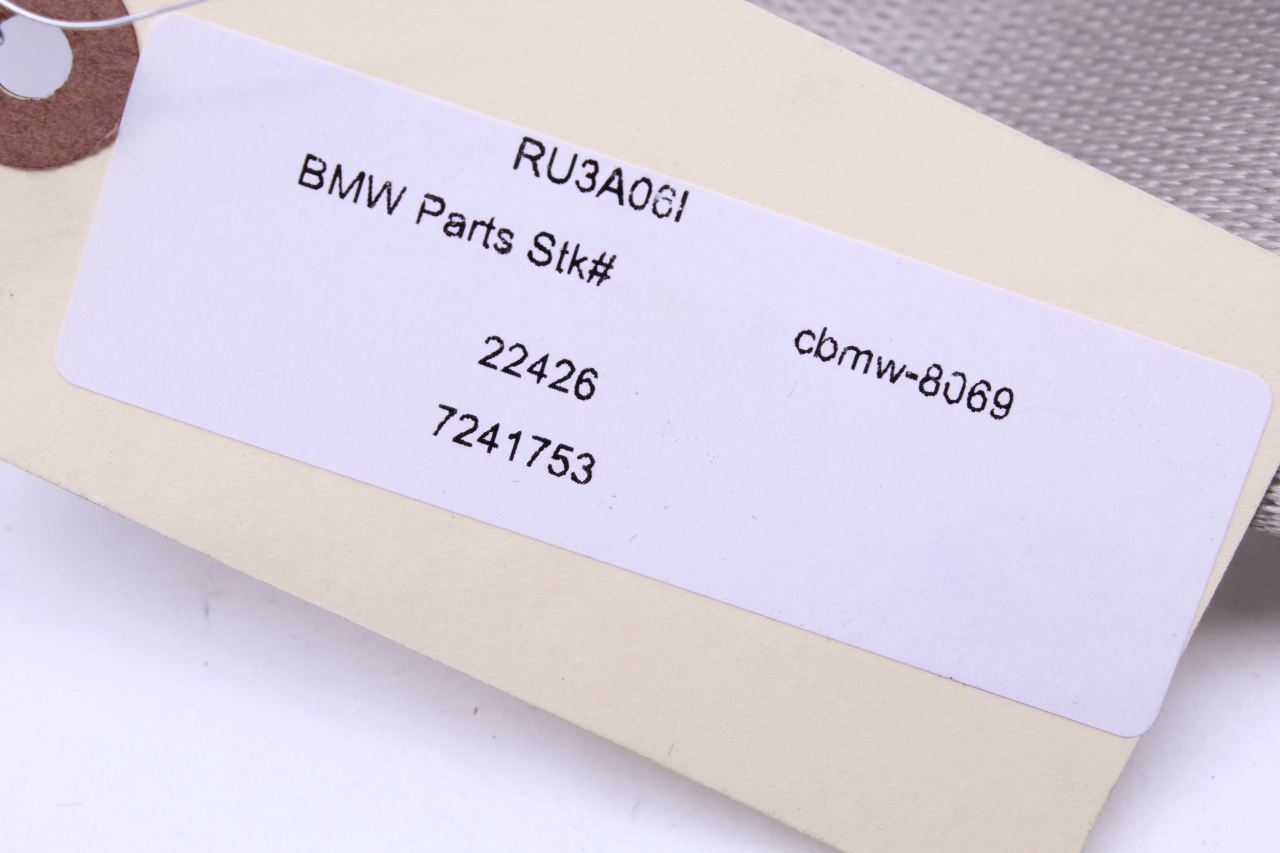 RU3A06I
BMW Parts Stk#
22426
cbmw-8069
7241753